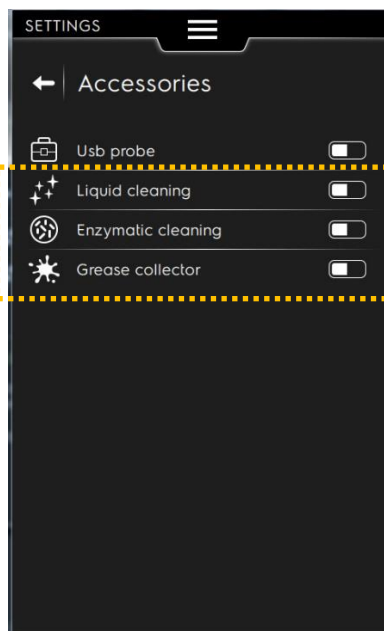 SETTINGS
Accessories
Usb probe
Liquid cleaning
Enzymatic cleaning
Grease collector